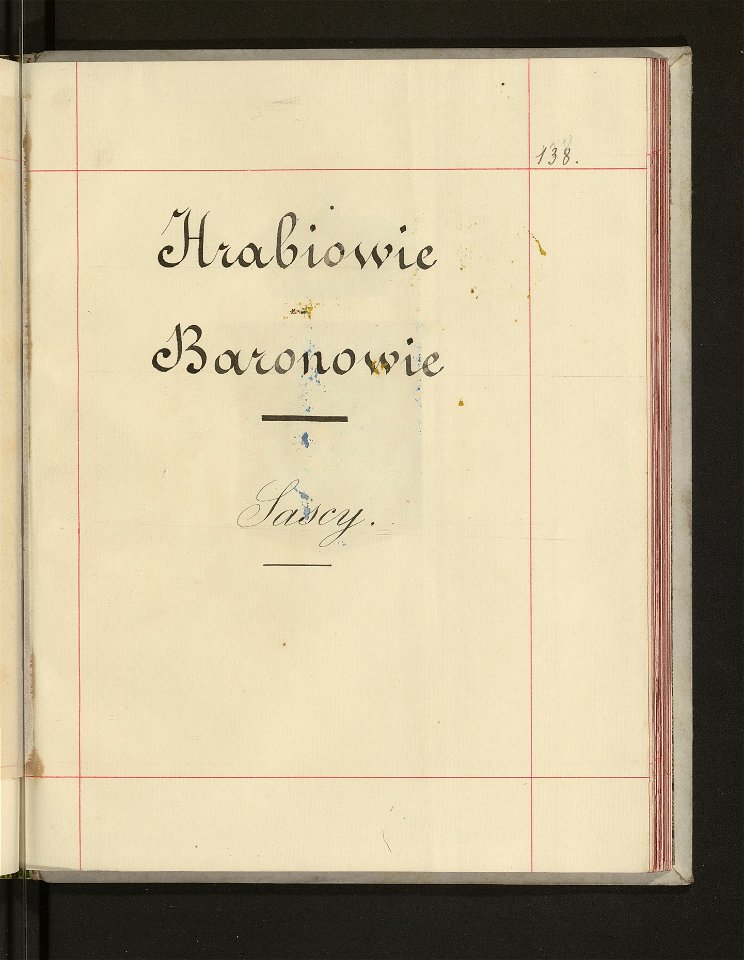 138.
Hrabiowie
Baronowie
Sascy.